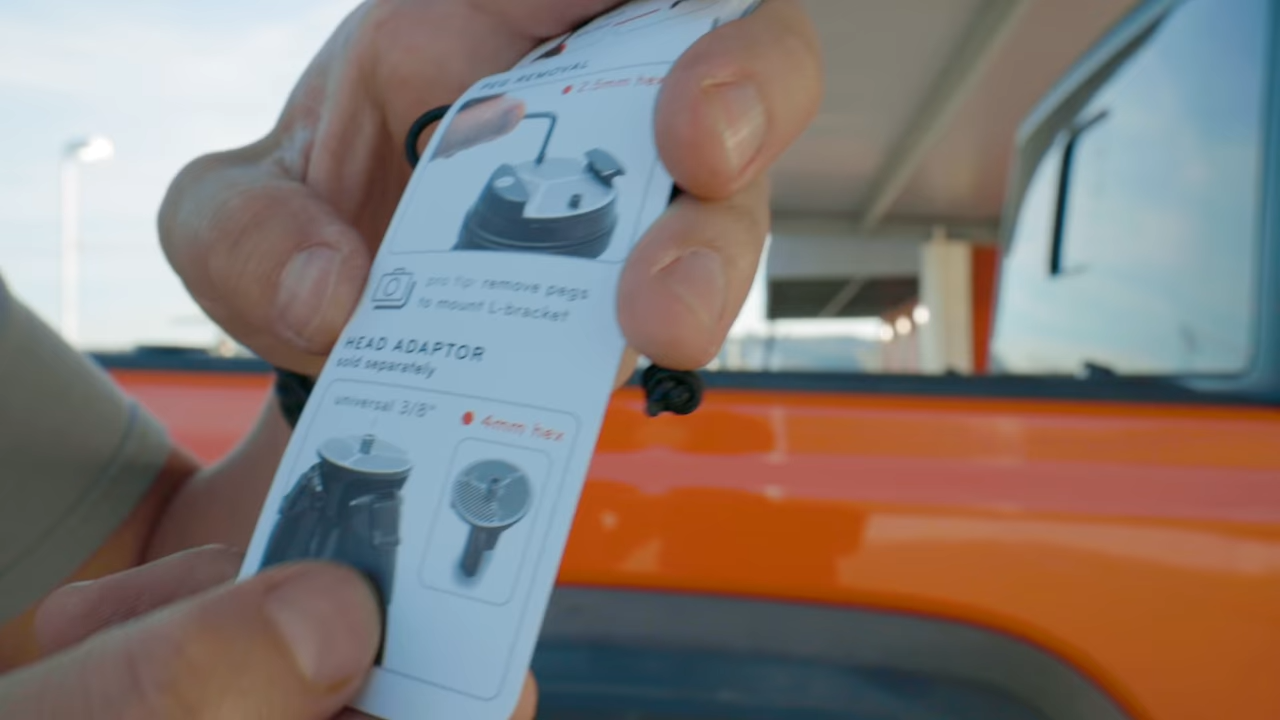 PEG REMOVAL
2.5mm hex
pro tip: remove pegs
to mount L-bracket
HEAD ADAPTOR
sold separately
universal 3/8"
4mm hex